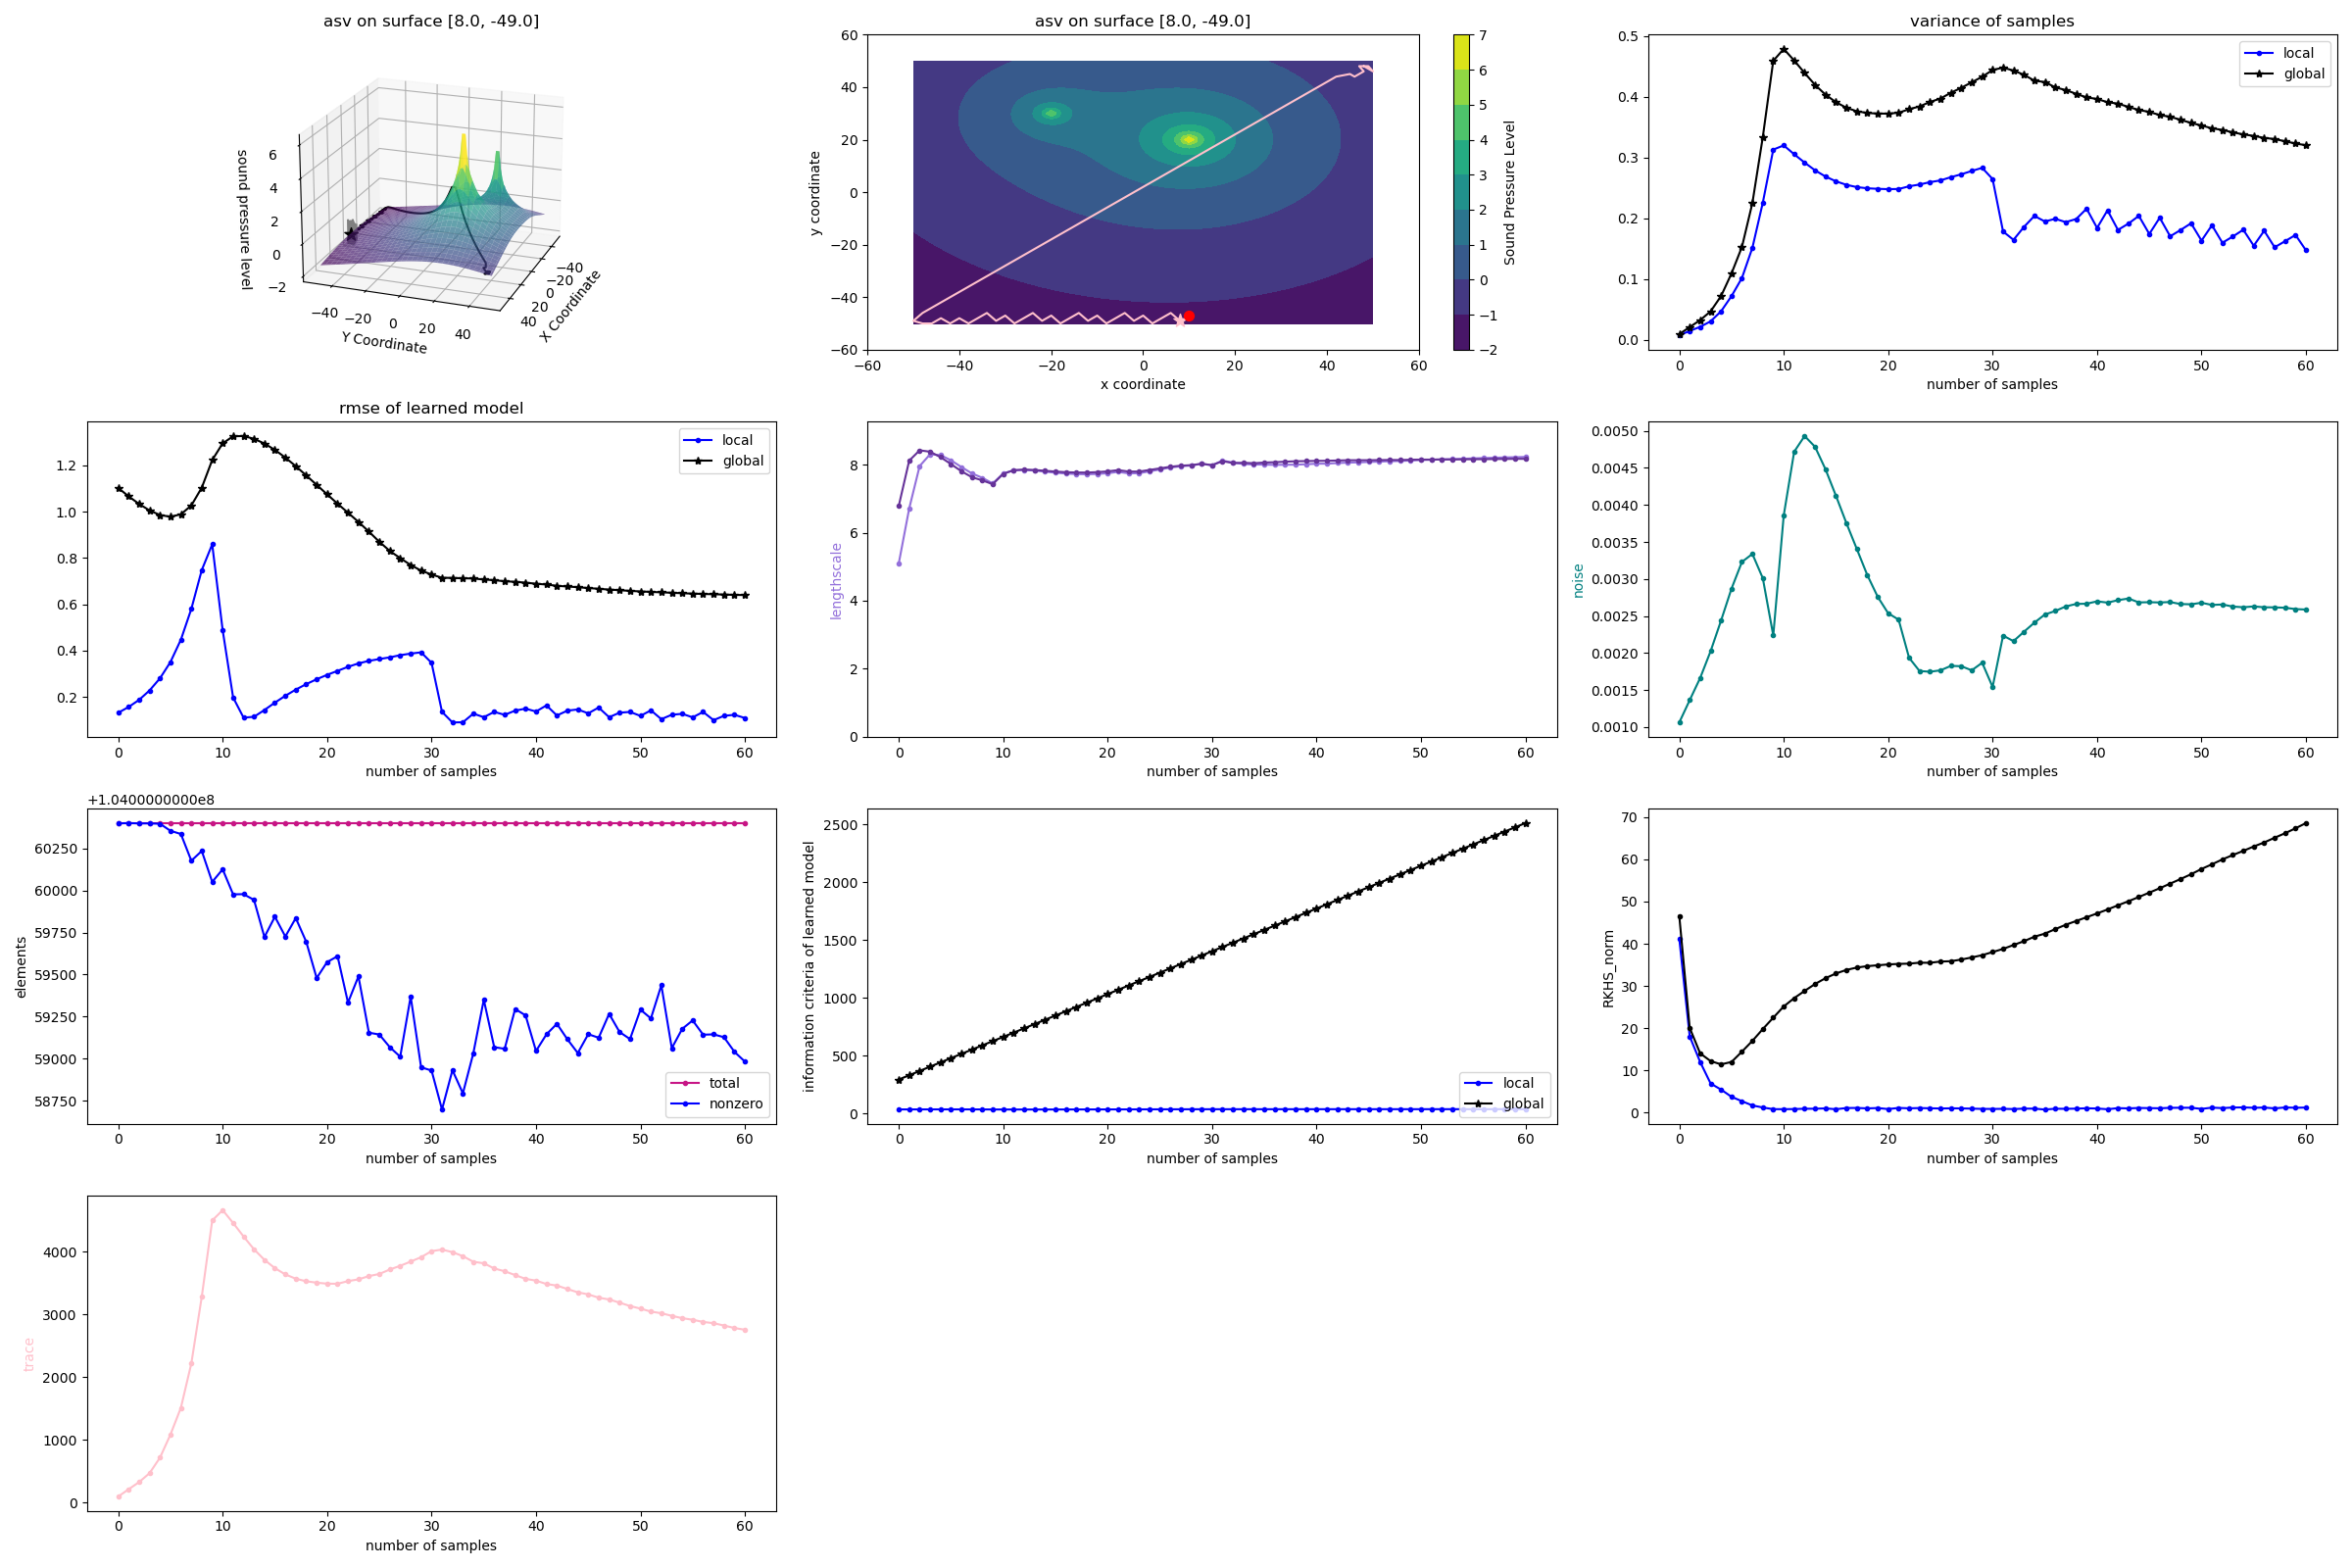 asv on surface [8.0, -49.0]
sound pressure level
6
4
2
0
−2
−40
−20
0
20
40
Y Coordinate
−40
−20
0
20
40
X Coordinate
asv on surface [8.0, -49.0]
60
40
20
0
−20
−40
−60
y coordinate
−60 −40 −20 0 20 40 60
x coordinate
7
6
5
4
3
2
1
0
−1
−2
Sound Pressure Level
variance of samples
local
global
0.5
0.4
0.3
0.2
0.1
0.0
0 10 20 30 40 50 60
number of samples
rmse of learned model
local
global
1.2
1.0
0.8
0.6
0.4
0.2
0 10 20 30 40 50 60
number of samples
lengthscale
8
6
4
2
0
0 10 20 30 40 50 60
number of samples
noise
0.0050
0.0045
0.0040
0.0035
0.0030
0.0025
0.0020
0.0015
0.0010
0 10 20 30 40 50 60
number of samples
+1.0400000000e8
elements
60250
60000
59750
59500
59250
59000
58750
total
nonzero
0 10 20 30 40 50 60
number of samples
information criteria of learned model
2500
2000
1500
1000
500
0
local
global
0 10 20 30 40 50 60
number of samples
RKHS_norm
70
60
50
40
30
20
10
0
0 10 20 30 40 50 60
number of samples
trace
4000
3000
2000
1000
0
0 10 20 30 40 50 60
number of samples